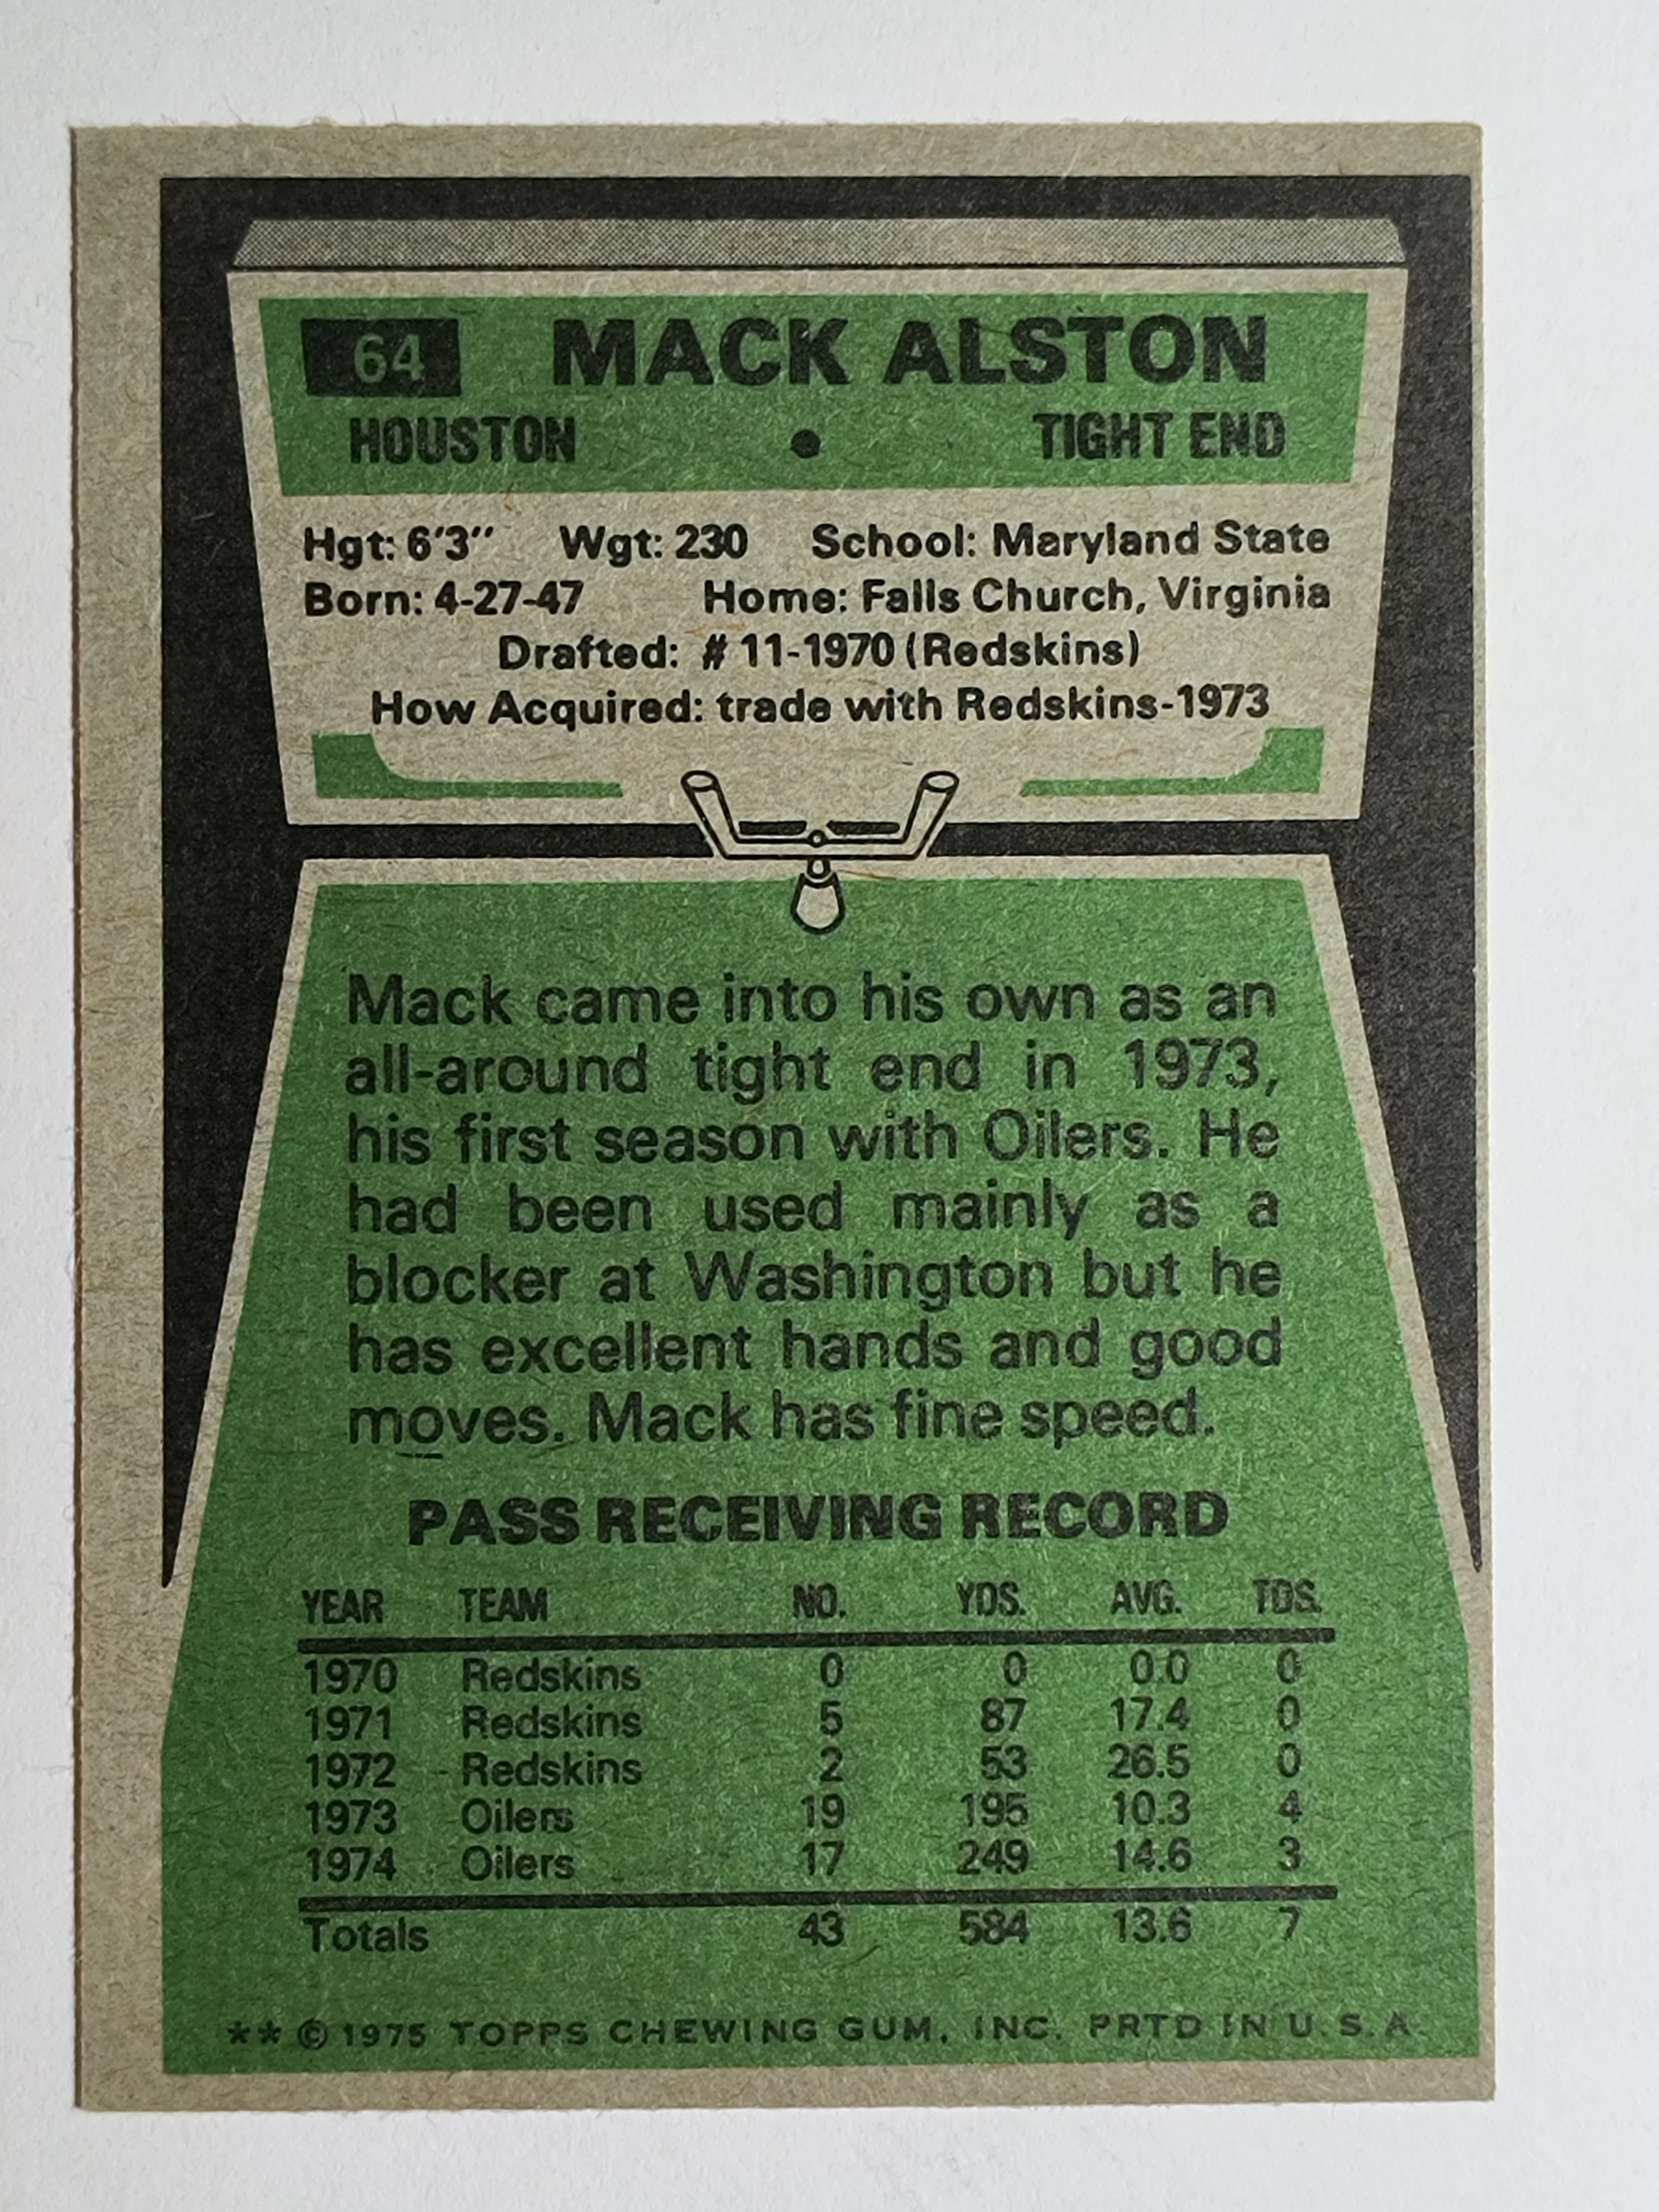 64 MACK ALSTON
HOUSTON • TIGHT END
Hgt: 6'3" Wgt: 230 School: Maryland State
Born: 4-27-47 Home: Falls Church, Virginia
Drafted: # 11-1970 (Redskins)
How Acquired: trade with Redskins-1973
Mack came into his own as an
all-around tight end in 1973,
his first season with Oilers. He
had been used mainly as a
blocker at Washington but he
has excellent hands and good
moves. Mack has fine speed.
PASS RECEIVING RECORD
YEAR TEAM NO. YDS. AVG. TDS.
1970 Redskins 0 0 0.0 0
1971 Redskins 5 87 17.4 0
1972 Redskins 2 53 26.5 0
1973 Oilers 19 195 10.3 4
1974 Oilers 17 249 14.6 3
Totals 43 584 13.6 7
** © 1975 TOPPS CHEWING GUM, INC. PRTD IN U.S.A.